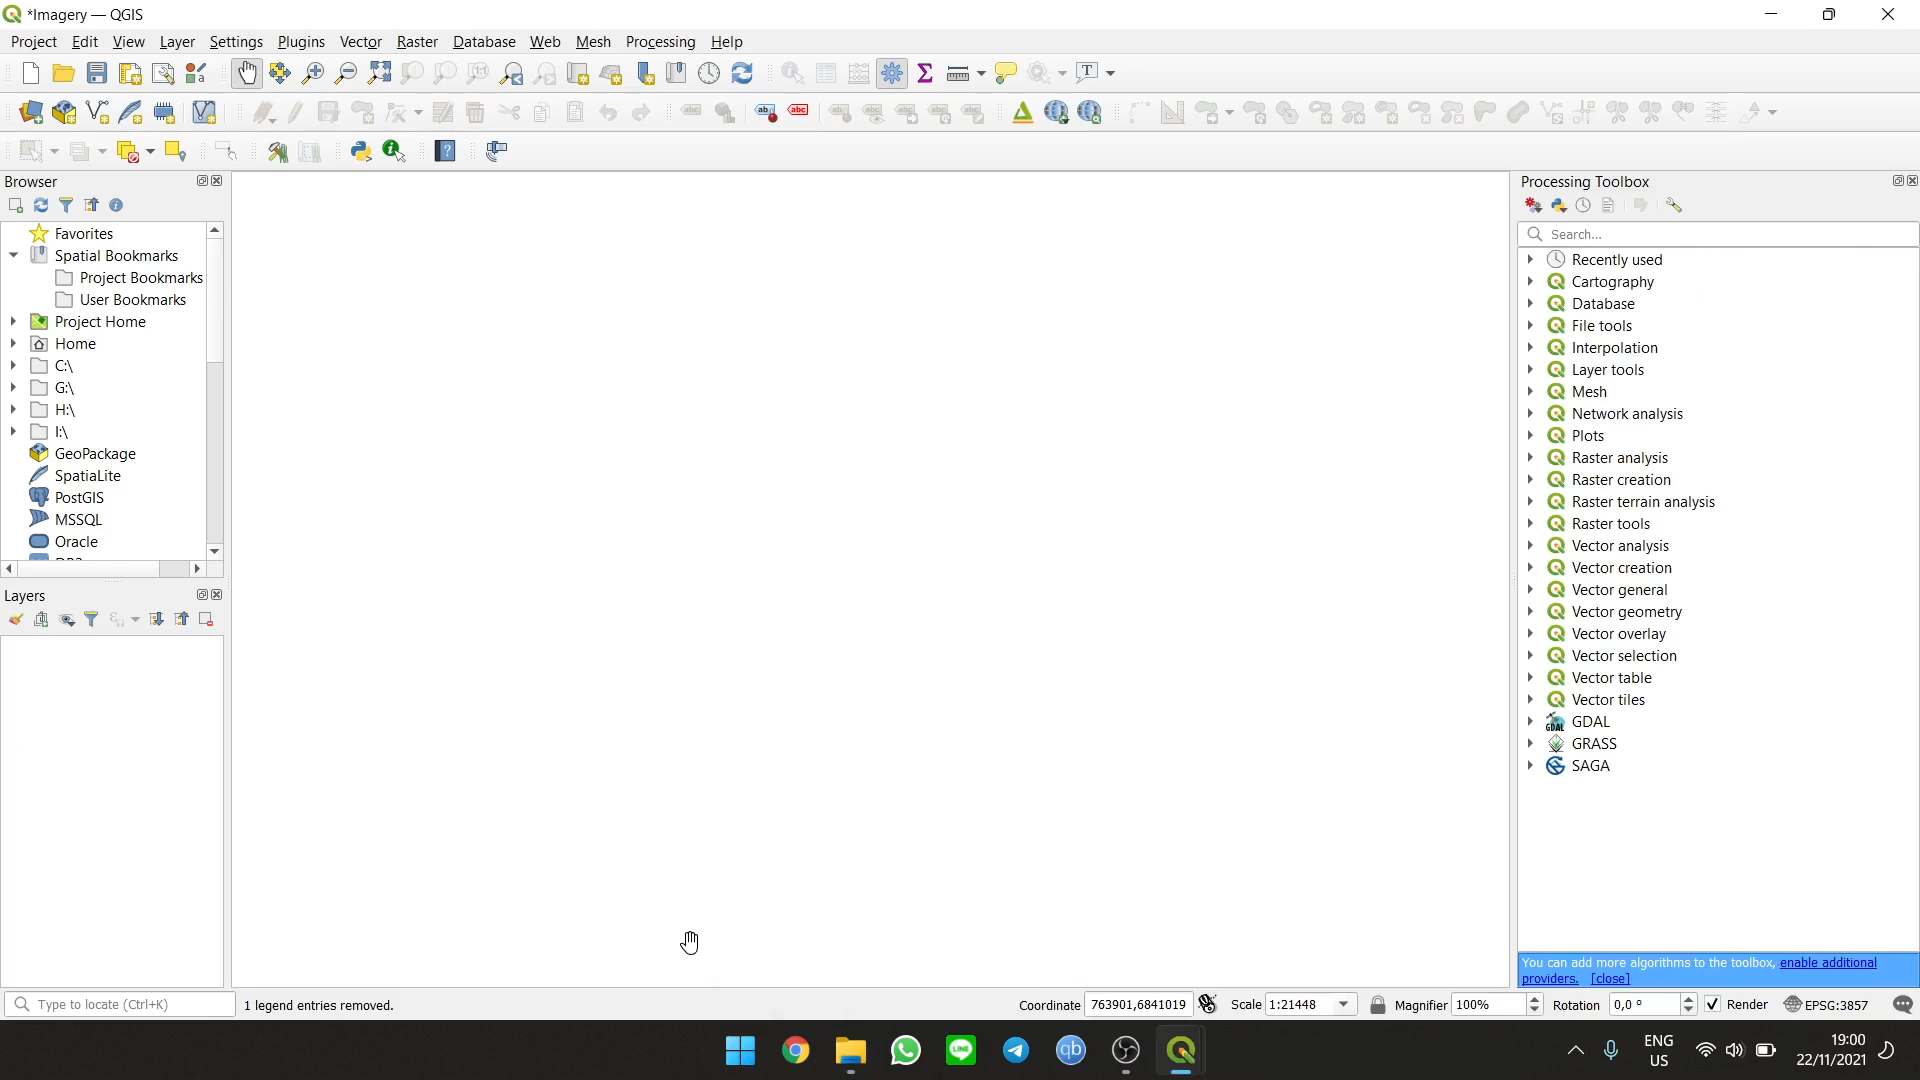 *Imagery — QGIS
Project Edit View Layer Settings Plugins Vector Raster Database Web Mesh Processing Help
Browser
Favorites
Spatial Bookmarks
Project Bookmarks
User Bookmarks
Project Home
Home
C:\
G:\
H:\
I:\
GeoPackage
SpatiaLite
PostGIS
MSSQL
Oracle
Layers
Processing Toolbox
Search...
Recently used
Cartography
Database
File tools
Interpolation
Layer tools
Mesh
Network analysis
Plots
Raster analysis
Raster creation
Raster terrain analysis
Raster tools
Vector analysis
Vector creation
Vector general
Vector geometry
Vector overlay
Vector selection
Vector table
Vector tiles
GDAL
GRASS
SAGA
You can add more algorithms to the toolbox, enable additional
providers. [close]
Type to locate (Ctrl+K) 1 legend entries removed. Coordinate 763901,6841019 Scale 1:21448 Magnifier 100% Rotation 0,0 ° Render EPSG:3857
ENG
US
19:00
22/11/2021